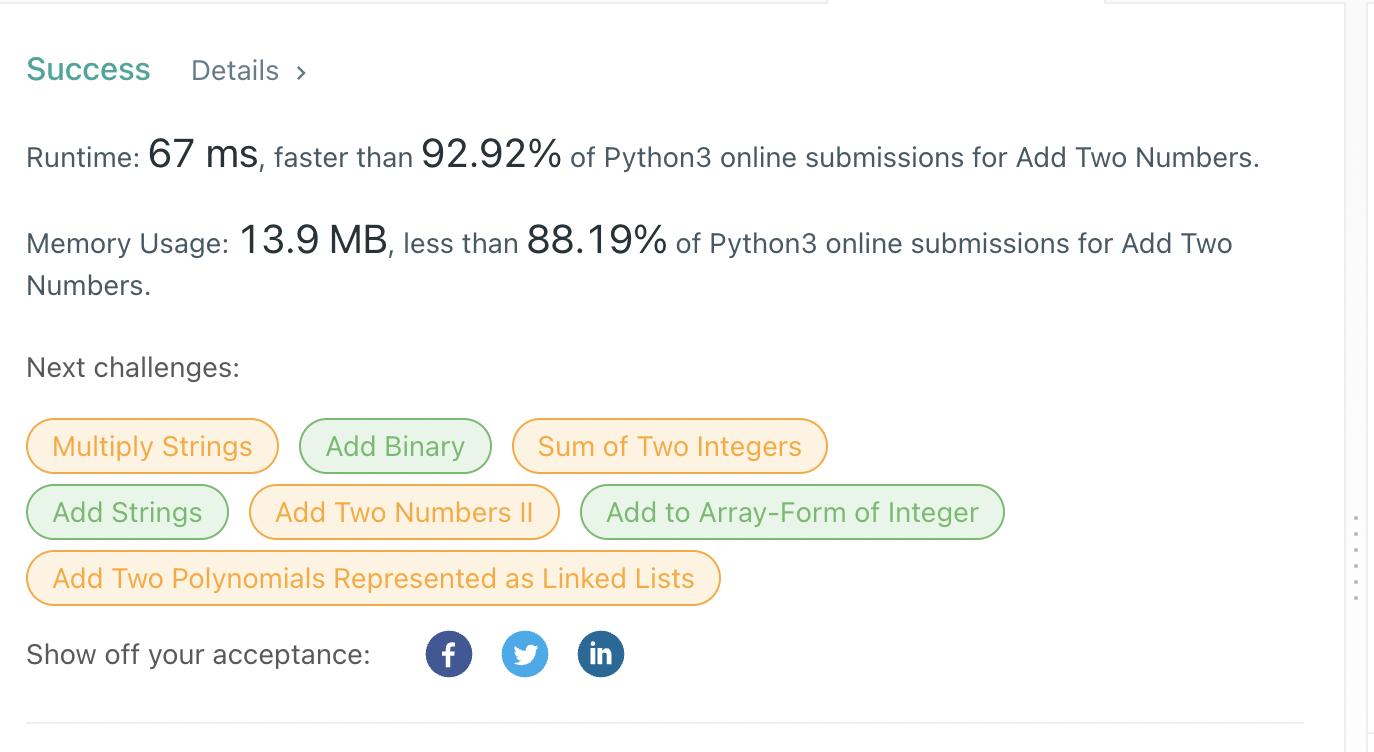 Success Details >
Runtime: 67 ms, faster than 92.92% of Python3 online submissions for Add Two Numbers.
Memory Usage: 13.9 MB, less than 88.19% of Python3 online submissions for Add Two
Numbers.
Next challenges:
Multiply Strings Add Binary Sum of Two Integers
Add Strings Add Two Numbers II Add to Array-Form of Integer
Add Two Polynomials Represented as Linked Lists
Show off your acceptance: f in